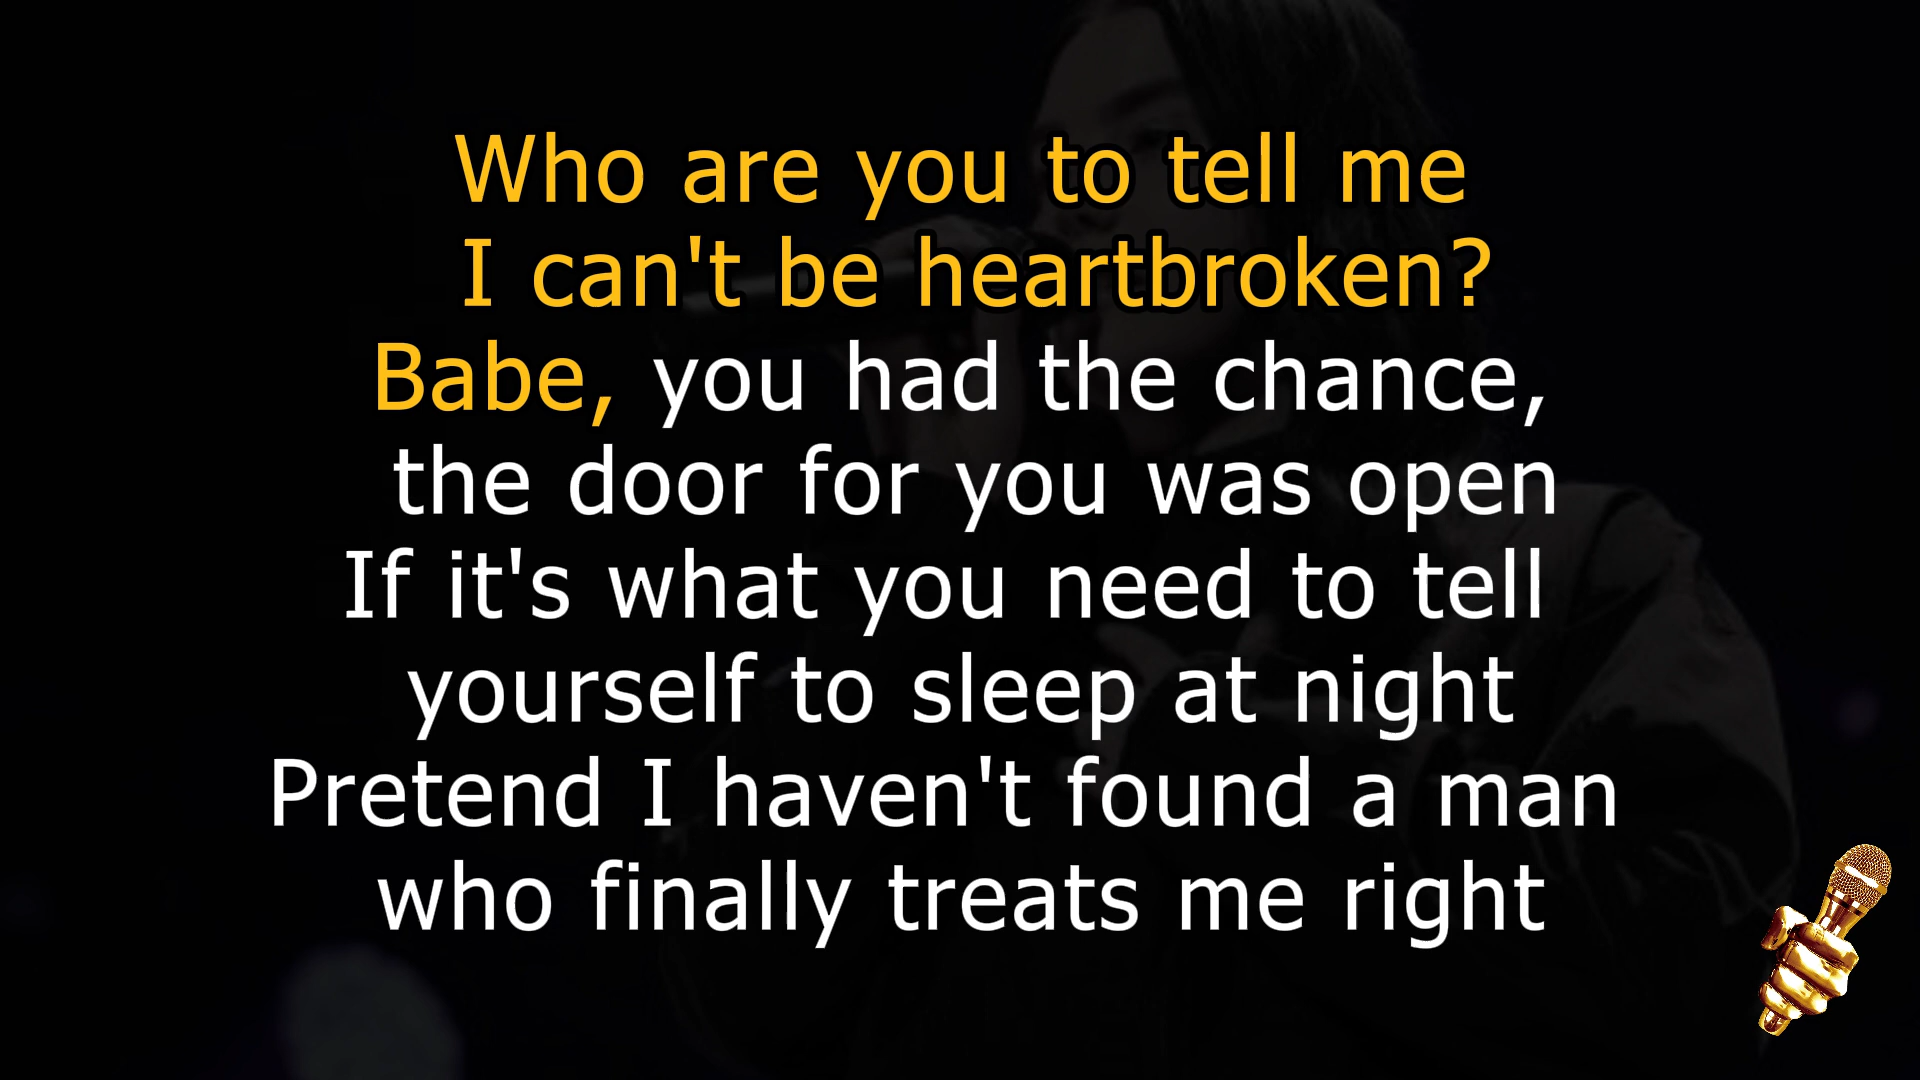 Who are you to tell me
I can't be heartbroken?
Babe, you had the chance,
the door for you was open
If it's what you need to tell
yourself to sleep at night
Pretend I haven't found a man
who finally treats me right